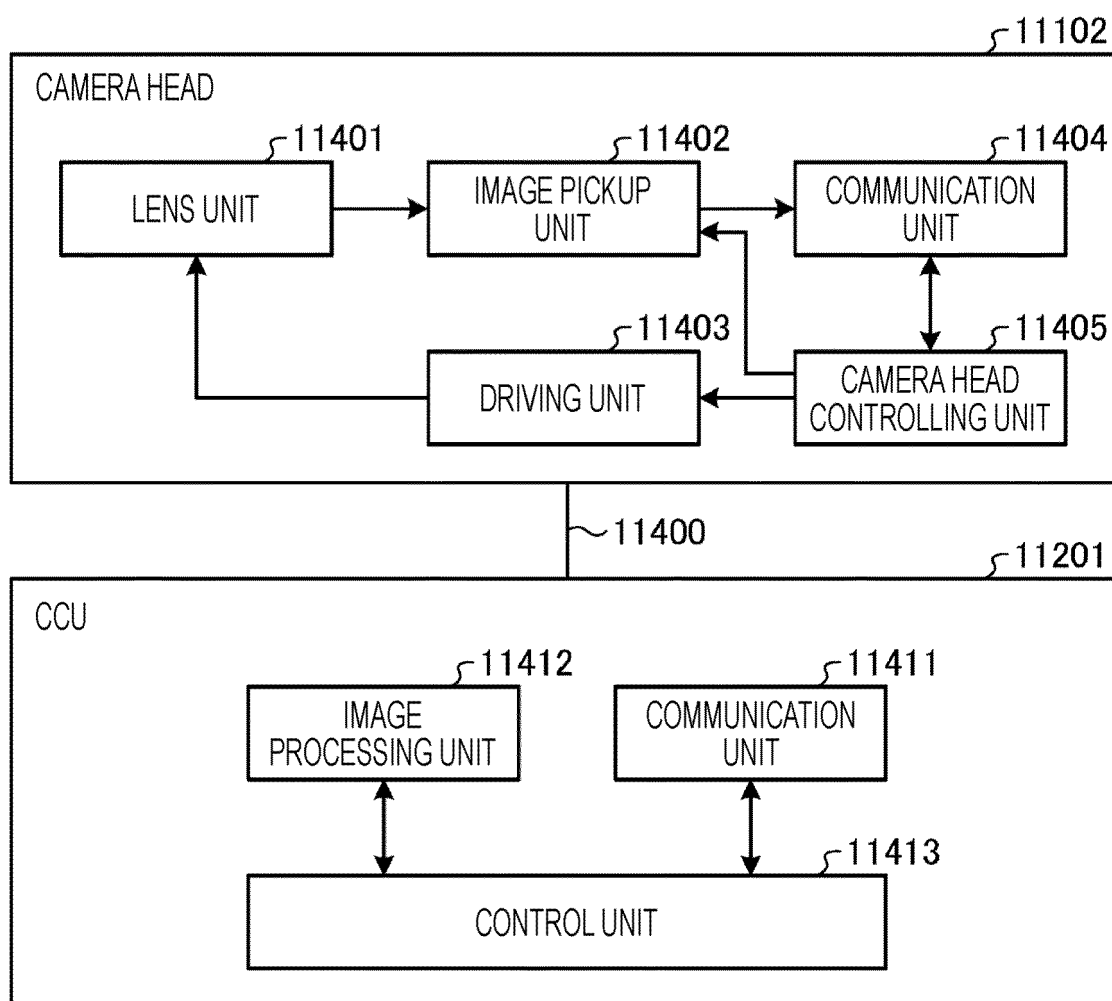 11102
CAMERA HEAD
11401
11402
11404
LENS UNIT
IMAGE PICKUP
UNIT
COMMUNICATION
UNIT
11403
11405
DRIVING UNIT
CAMERA HEAD
CONTROLLING UNIT
11400
11201
CCU
11412
11411
IMAGE
PROCESSING UNIT
COMMUNICATION
UNIT
11413
CONTROL UNIT